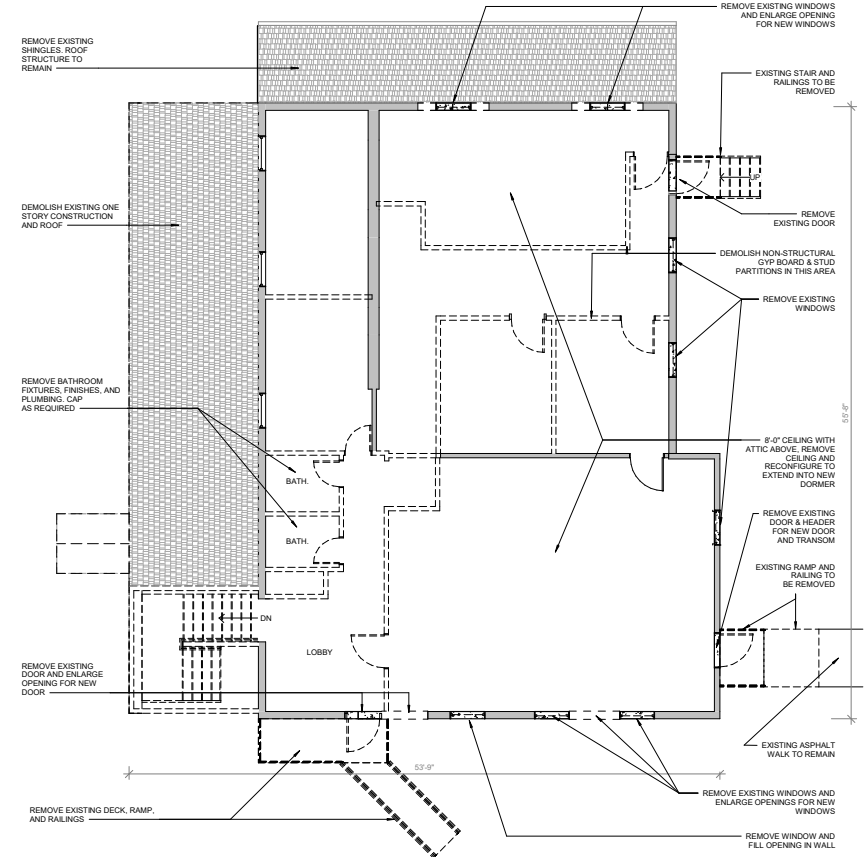 REMOVE EXISTING WINDOWS
AND ENLARGE OPENING
FOR NEW WINDOWS
REMOVE EXISTING
SHINGLES. ROOF
STRUCTURE TO
REMAIN
EXISTING STAIR AND
RAILINGS TO BE
REMOVED
UP
DEMOLISH EXISTING ONE
STORY CONSTRUCTION
AND ROOF
REMOVE
EXISTING DOOR
DEMOLISH NON-STRUCTURAL
GYP BOARD & STUD
PARTITIONS IN THIS AREA
REMOVE EXISTING
WINDOWS
REMOVE BATHROOM
FIXTURES, FINISHES, AND
PLUMBING. CAP
AS REQUIRED
55'-8"
8'-0" CEILING WITH
ATTIC ABOVE, REMOVE
CEILING AND
RECONFIGURE TO
EXTEND INTO NEW
DORMER
BATH.
BATH.
REMOVE EXISTING
DOOR & HEADER
FOR NEW DOOR
AND TRANSOM
EXISTING RAMP AND
RAILING TO
BE REMOVED
DN
LOBBY
REMOVE EXISTING
DOOR AND ENLARGE
OPENING FOR NEW
DOOR
EXISTING ASPHALT
WALK TO REMAIN
53'-9"
REMOVE EXISTING DECK, RAMP,
AND RAILINGS
REMOVE EXISTING WINDOWS AND
ENLARGE OPENINGS FOR NEW
WINDOWS
REMOVE WINDOW AND
FILL OPENING IN WALL